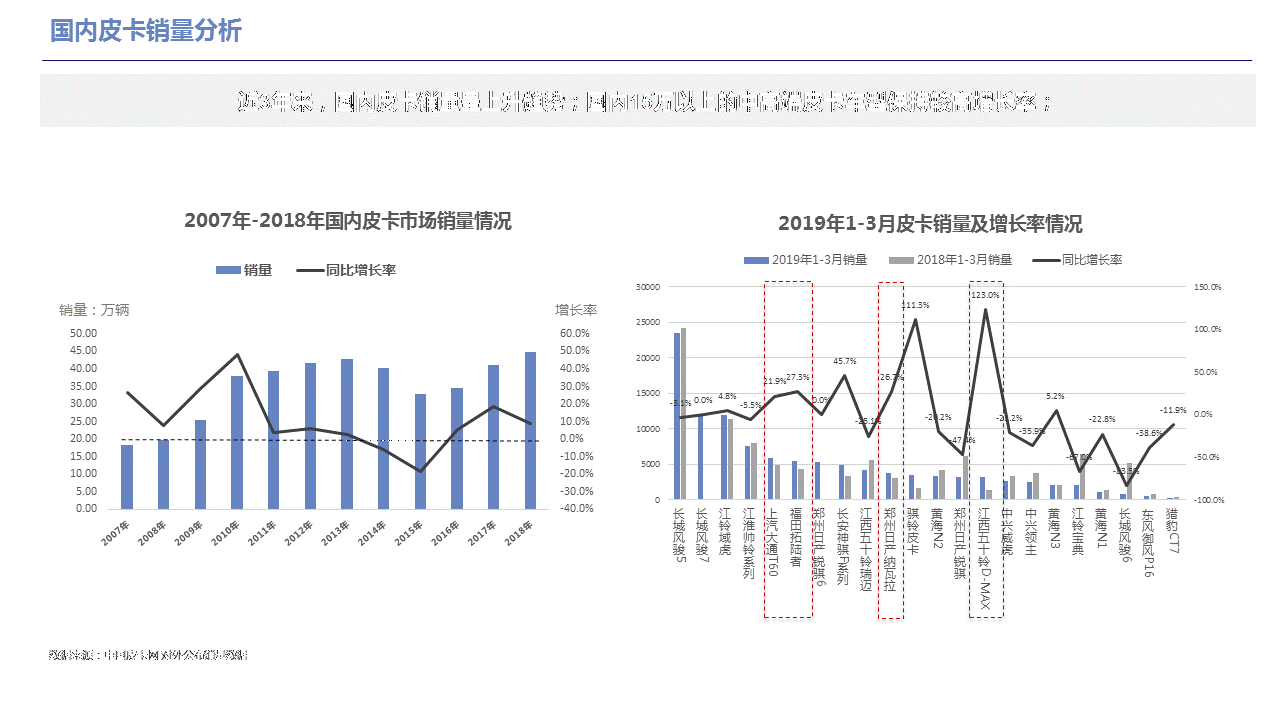 国内皮卡销量分析
近3年来，国内皮卡销量呈上升趋势；国内15万以上的中高端皮卡车型保持较高增长率；
2007年-2018年国内皮卡市场销量情况
销量 同比增长率
销量：万辆
增长率
50.00
45.00
40.00
35.00
30.00
25.00
20.00
15.00
10.00
5.00
0.00
60.0%
50.0%
40.0%
30.0%
20.0%
10.0%
0.0%
-10.0%
-20.0%
-30.0%
-40.0%
2007年
2008年
2009年
2010年
2011年
2012年
2013年
2014年
2015年
2016年
2017年
2018年
2019年1-3月皮卡销量及增长率情况
2019年1-3月销量 2018年1-3月销量 同比增长率
30000
25000
20000
15000
10000
5000
0
150.0%
100.0%
50.0%
0.0%
-50.0%
-100.0%
-3.1%
0.0%
4.8%
-5.5%
21.9%
27.3%
0.0%
45.7%
-25.1%
26.7%
111.3%
-20.2%
-47.4%
123.0%
-21.2%
-35.9%
5.2%
-67.0%
-22.8%
-83.5%
-38.6%
-11.9%
长城风骏5
长城风骏7
江铃域虎
江淮帅铃系列
上汽大通T60
福田拓陆者
郑州日产锐骐6
长安神骐P系列
江西五十铃瑞迈
郑州日产纳瓦拉
骐铃皮卡
黄海N2
郑州日产锐骐
江西五十铃D-MAX
中兴威虎
中兴领主
黄海N3
江铃宝典
黄海N1
长城风骏6
东风御风P16
猎豹CT7